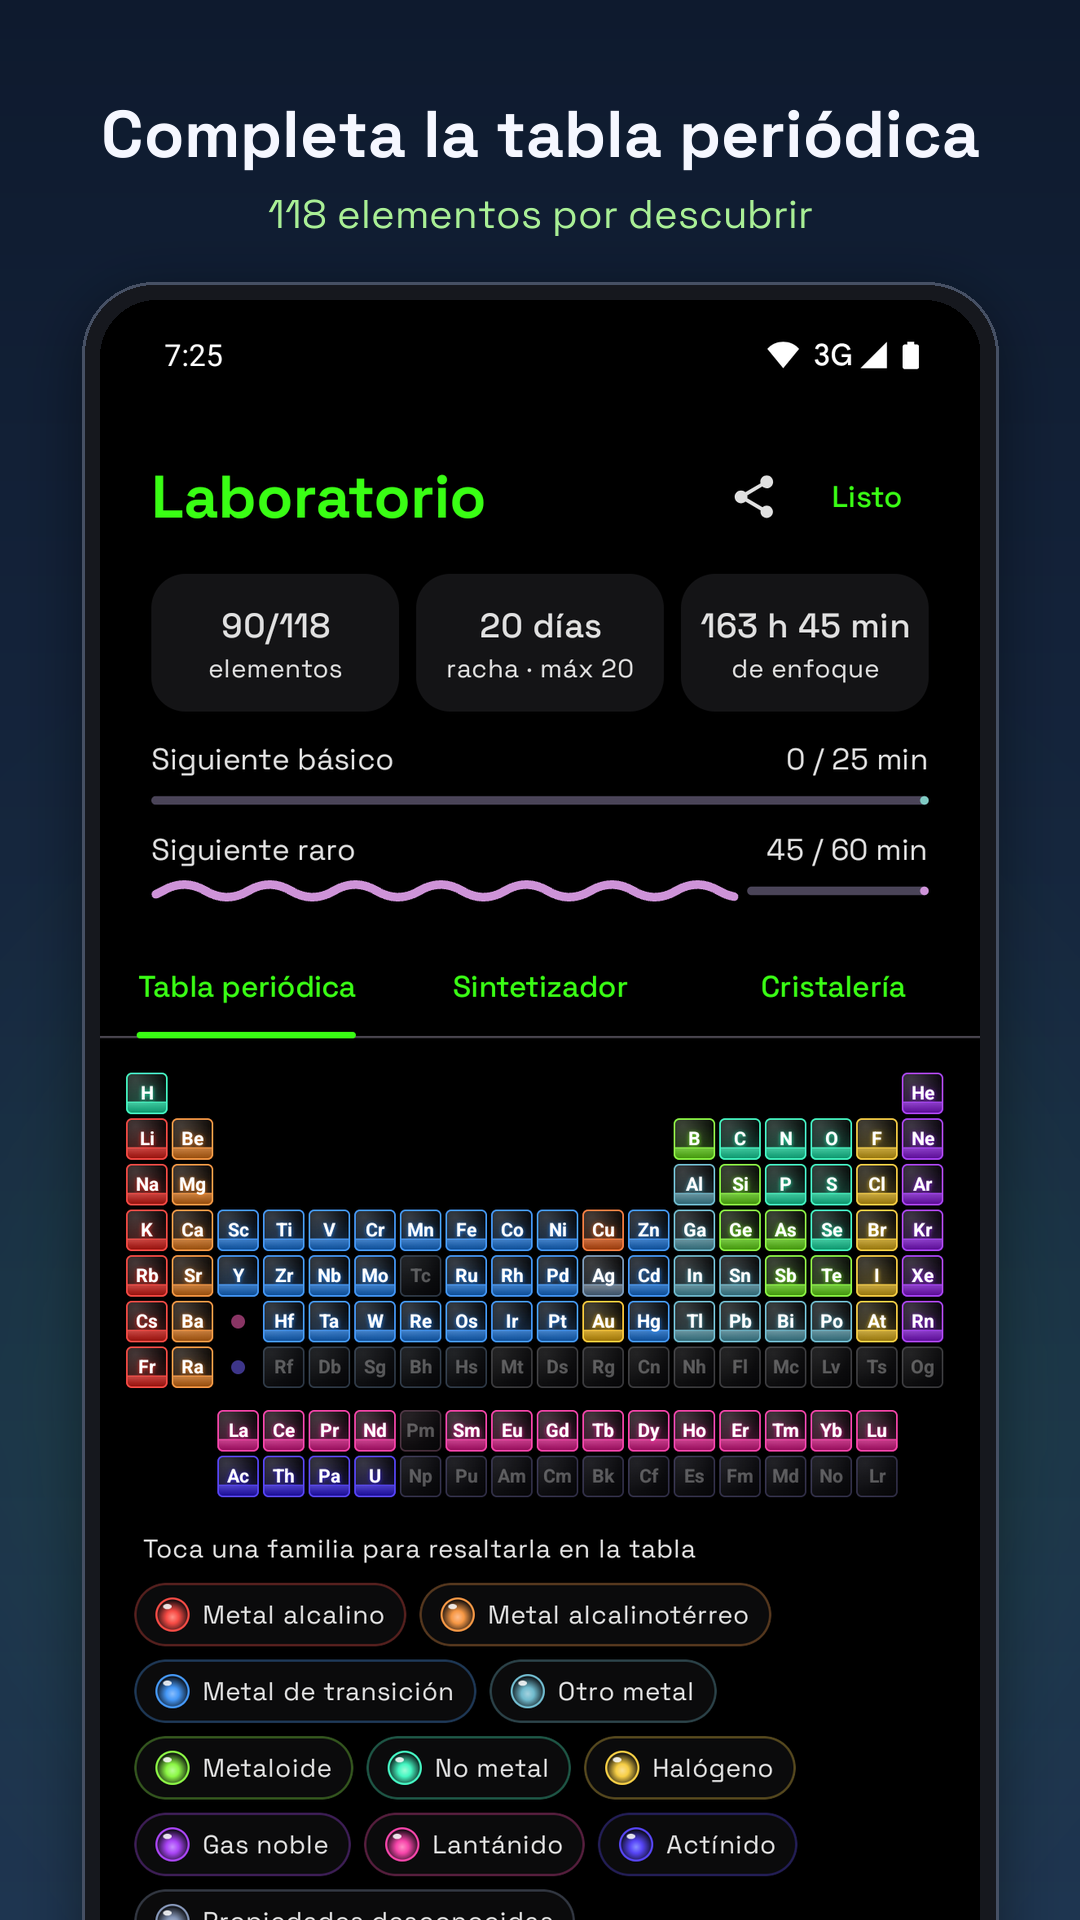 Completa la tabla periódica
118 elementos por descubrir
7:25 3G
Laboratorio Listo
90/118 20 días 163 h 45 min
elementos racha · máx 20 de enfoque
Siguiente básico 0 / 25 min
Siguiente raro 45 / 60 min
Tabla periódica Sintetizador Cristalería
H He
Li Be B C N O F Ne
Na Mg Al Si P S Cl Ar
K Ca Sc Ti V Cr Mn Fe Co Ni Cu Zn Ga Ge As Se Br Kr
Rb Sr Y Zr Nb Mo Tc Ru Rh Pd Ag Cd In Sn Sb Te I Xe
Cs Ba Hf Ta W Re Os Ir Pt Au Hg Tl Pb Bi Po At Rn
Fr Ra Rf Db Sg Bh Hs Mt Ds Rg Cn Nh Fl Mc Lv Ts Og
La Ce Pr Nd Pm Sm Eu Gd Tb Dy Ho Er Tm Yb Lu
Ac Th Pa U Np Pu Am Cm Bk Cf Es Fm Md No Lr
Toca una familia para resaltarla en la tabla
Metal alcalino Metal alcalinotérreo
Metal de transición Otro metal
Metaloide No metal Halógeno
Gas noble Lantánido Actínido
Propiedades desconocidas